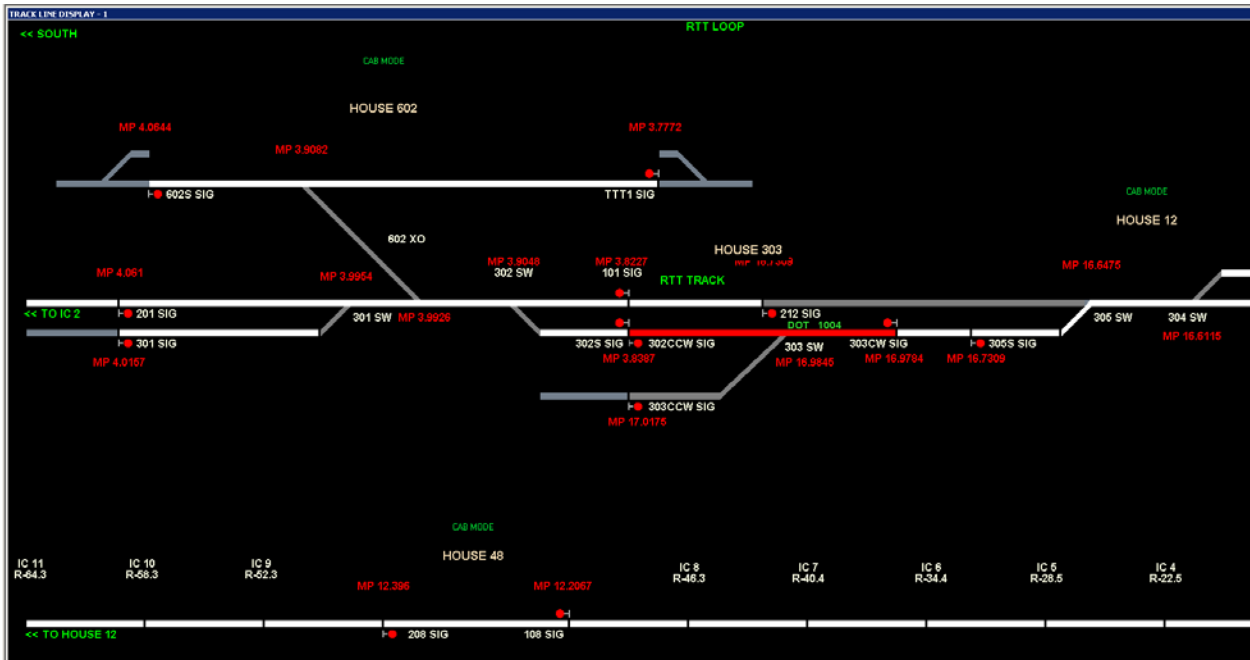 TRACK LINE DISPLAY - 1
<< SOUTH
RTT LOOP
CAB MODE
HOUSE 602
MP 4.0644
MP 3.7772
MP 3.9082
602S SIG
TTT1 SIG
CAB MODE
HOUSE 12
602 XO
HOUSE 303
MP 4.061
MP 3.9954
MP 3.9048
302 SW
MP 3.8227
101 SIG
MP 16.7309
MP 16.6475
RTT TRACK
<< TO IC 2
201 SIG
301 SW
MP 3.9926
212 SIG
305 SW
304 SW
DOT 1004
301 SIG
302S SIG
302CCW SIG
303 SW
303CW SIG
305S SIG
MP 16.6115
MP 4.0157
MP 3.8387
MP 16.9845
MP 16.9784
MP 16.7309
303CCW SIG
MP 17.0175
CAB MODE
HOUSE 48
IC 11
R-64.3
IC 10
R-58.3
IC 9
R-52.3
IC 8
R-46.3
IC 7
R-40.4
IC 6
R-34.4
IC 5
R-28.5
IC 4
R-22.5
MP 12.396
MP 12.2067
<< TO HOUSE 12
208 SIG
108 SIG